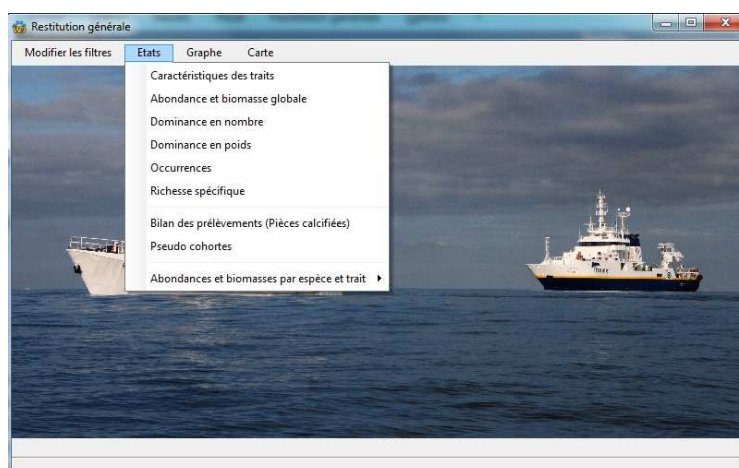 Restitution générale
Modifier les filtres Etats Graphe Carte
Caractéristiques des traits
Abondance et biomasse globale
Dominance en nombre
Dominance en poids
Occurrences
Richesse spécifique
Bilan des prélèvements (Pièces calcifiées)
Pseudo cohortes
Abondances et biomasses par espèce et trait